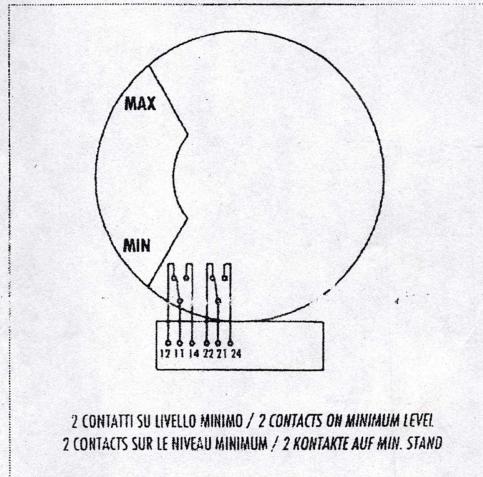 MAX
MIN
12 11 14 22 21 24
2 CONTATTI SU LIVELLO MINIMO / 2 CONTACTS ON MINIMUM LEVEL
2 CONTACTS SUR LE NIVEAU MINIMUM / 2 KONTAKTE AUF MIN. STAND